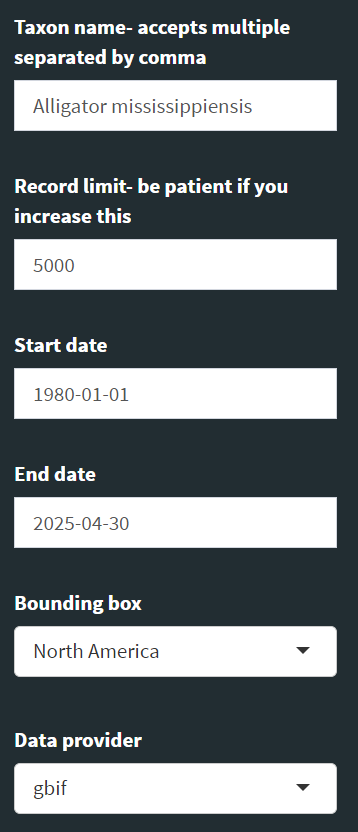 Taxon name- accepts multiple
separated by comma
Alligator mississippiensis
Record limit- be patient if you
increase this
5000
Start date
1980-01-01
End date
2025-04-30
Bounding box
North America
Data provider
gbif